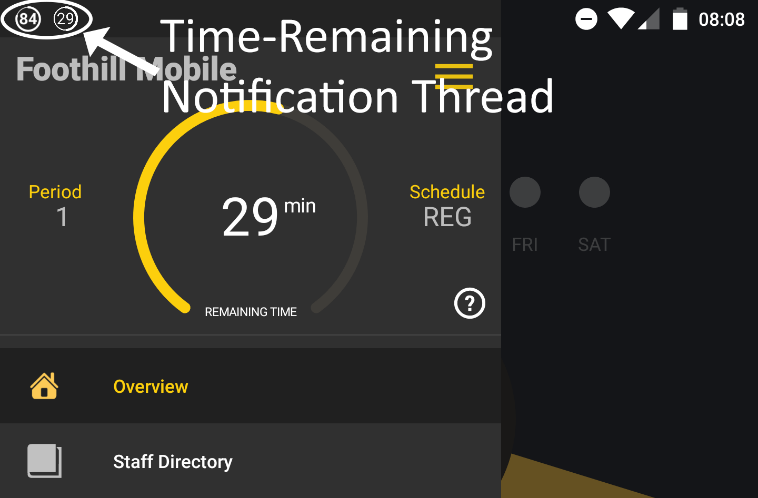 84 29
08:08
Time-Remaining
Foothill Mobile
Notification Thread
Period
1
29 min
Schedule
REG
FRI SAT
REMAINING TIME
?
Overview
Staff Directory